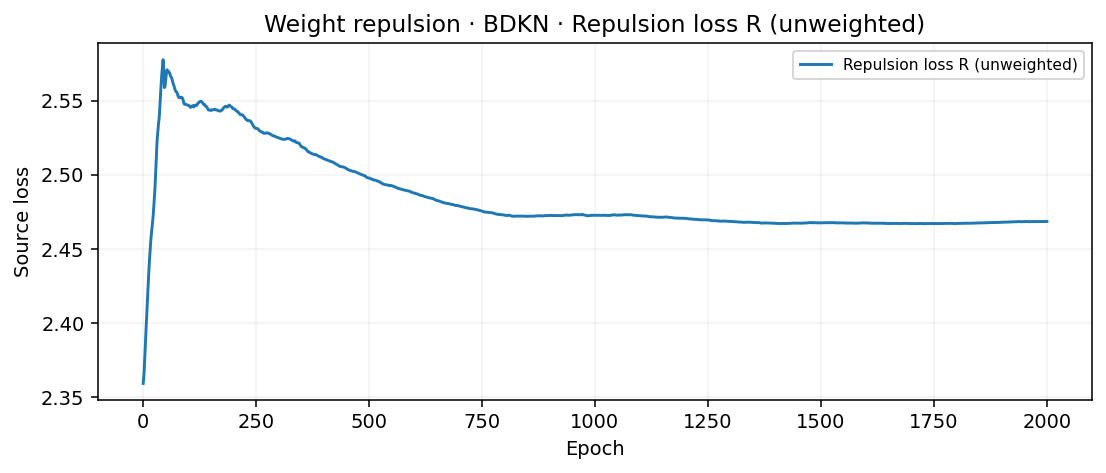 Weight repulsion · BDKN · Repulsion loss R (unweighted)
Repulsion loss R (unweighted)
Source loss
2.55
2.50
2.45
2.40
2.35
0 250 500 750 1000 1250 1500 1750 2000
Epoch